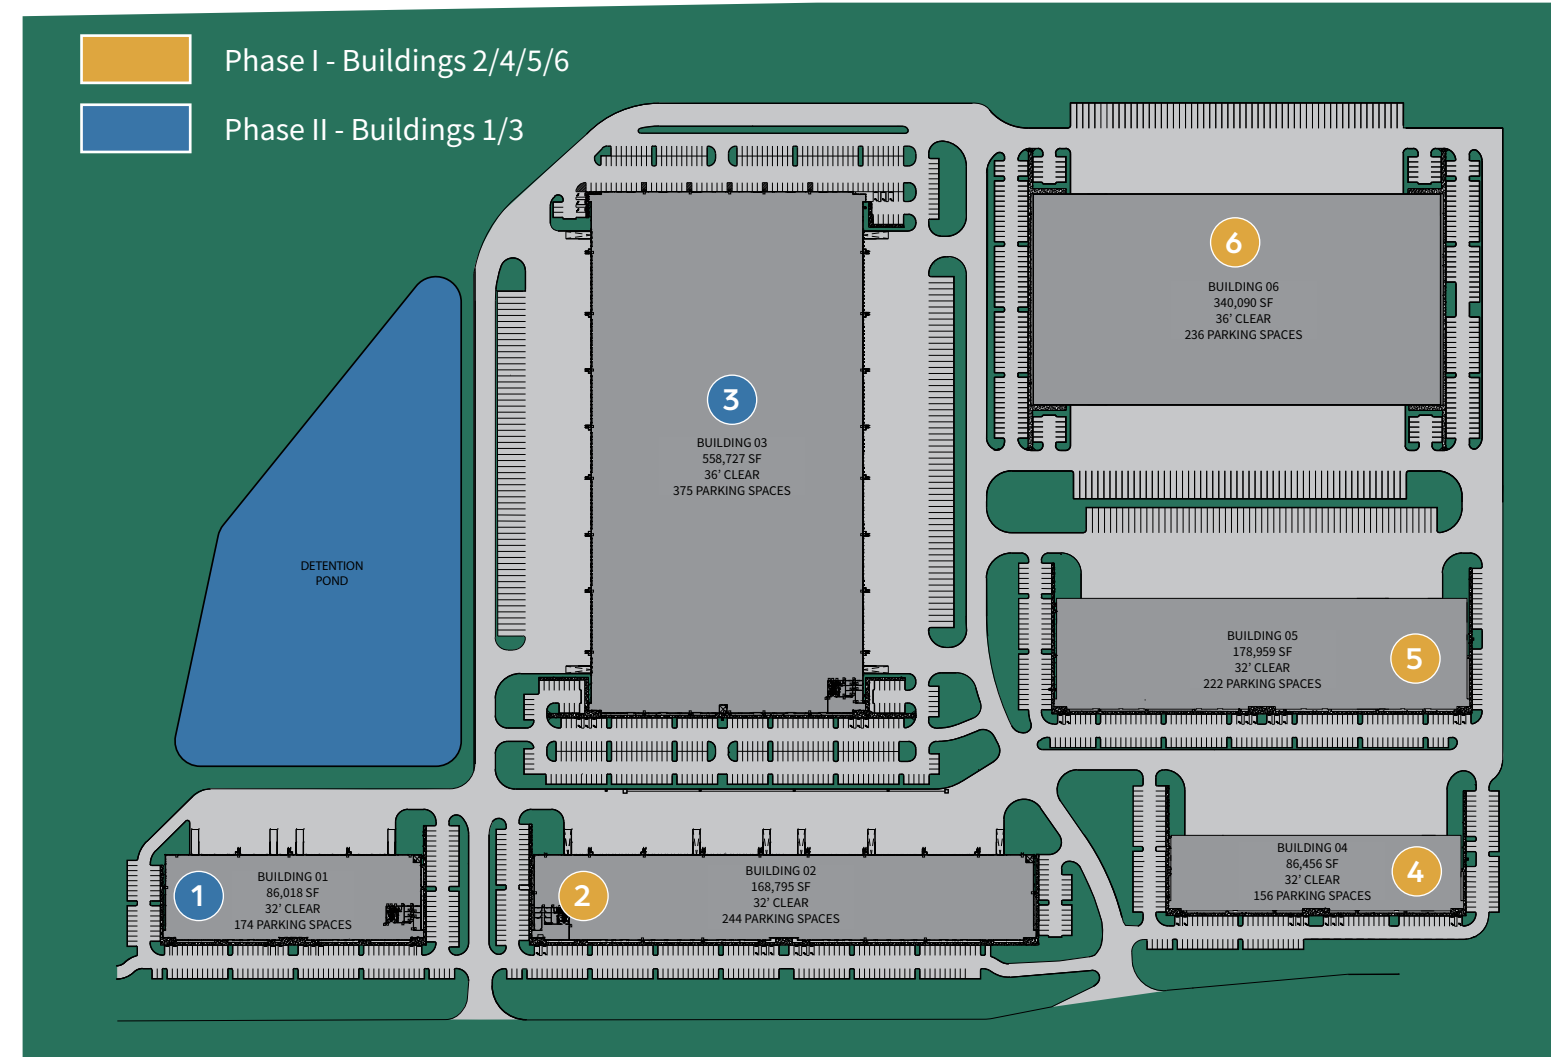 Phase I - Buildings 2/4/5/6
Phase II - Buildings 1/3
6
BUILDING 06
340,090 SF
36' CLEAR
236 PARKING SPACES
3
BUILDING 03
558,727 SF
36' CLEAR
375 PARKING SPACES
DETENTION
POND
BUILDING 05
178,959 SF
32' CLEAR
222 PARKING SPACES
5
1
BUILDING 01
86,018 SF
32' CLEAR
174 PARKING SPACES
2
BUILDING 02
168,795 SF
32' CLEAR
244 PARKING SPACES
BUILDING 04
86,456 SF
32' CLEAR
156 PARKING SPACES
4